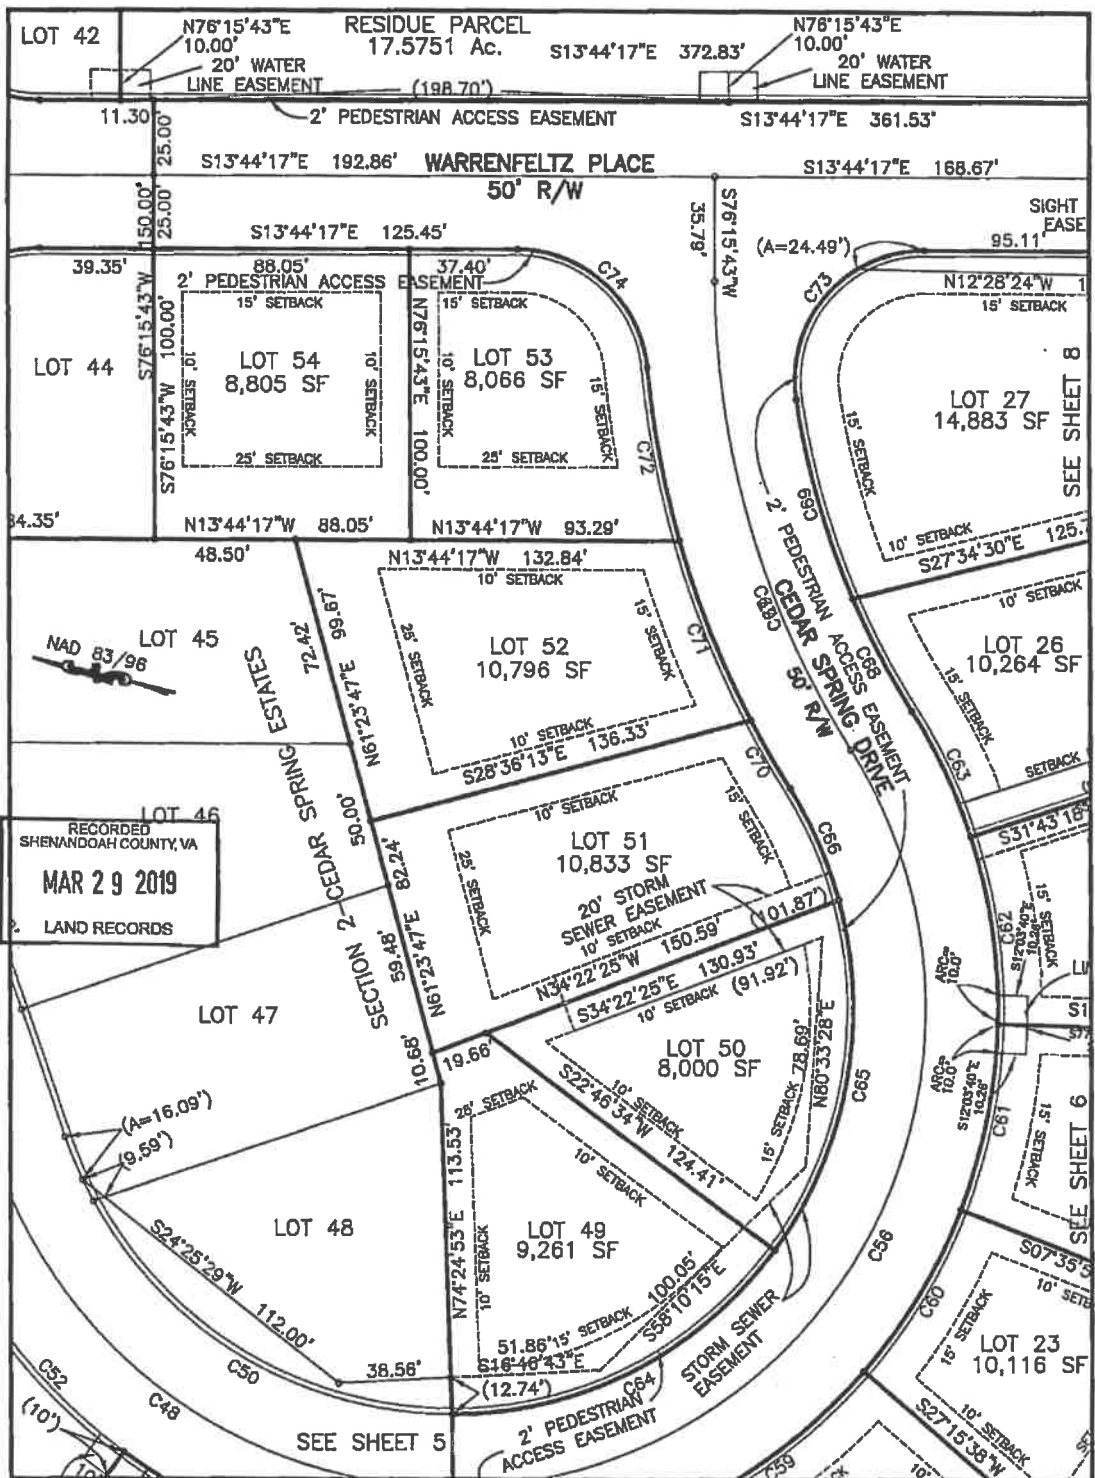 LOT 42
N76°15'43"E
10.00'
20' WATER
LINE EASEMENT
RESIDUE PARCEL
17.5751 Ac.
S13°44'17"E 372.83'
N76°15'43"E
10.00'
20' WATER
LINE EASEMENT
(198.70')
11.30'
2' PEDESTRIAN ACCESS EASEMENT
S13°44'17"E 361.53'
25.00'
S13°44'17"E 192.86'
WARRENFELTZ PLACE
50' R/W
S13°44'17"E 168.67'
150.00'
25.00'
S76°15'43"W
35.79'
SIGHT
EASE
S13°44'17"E 125.45'
(A=24.49')
95.11'
39.35'
88.05'
37.40'
C74
C73
2' PEDESTRIAN ACCESS EASEMENT
N12°28'24"W 1
15' SETBACK
15' SETBACK
15' SETBACK
LOT 44
S76°15'43"W
S76°15'43"W 100.00'
10' SETBACK
LOT 54
8,805 SF
10' SETBACK
25' SETBACK
N76°15'43"E 100.00'
10' SETBACK
LOT 53
8,066 SF
15' SETBACK
25' SETBACK
C72
LOT 27
14,883 SF
15' SETBACK
SEE SHEET 8
C69
10' SETBACK
S27°34'30"E 125.
34.35'
N13°44'17"W 88.05'
N13°44'17"W 93.29'
48.50'
N13°44'17"W 132.84'
10' SETBACK
2' PEDESTRIAN ACCESS EASEMENT
CEDAR SPRING DRIVE
50' R/W
C68
10' SETBACK
LOT 45
NAD 83/96
72.42'
N61°23'47"E 99.67'
25' SETBACK
LOT 52
10,796 SF
15' SETBACK
C71
10' SETBACK
S28°36'13"E 136.33'
LOT 26
10,264 SF
15' SETBACK
C63
SETBACK
SECTION 2-CEDAR SPRING ESTATES
C70
LOT 46
50.00'
10' SETBACK
15' SETBACK
S31°43'18"
RECORDED
SHENANDOAH COUNTY, VA
MAR 29 2019
LAND RECORDS
82.24'
25' SETBACK
LOT 51
10,833 SF
C66
20' STORM
SEWER EASEMENT
10' SETBACK
(101.87')
N34°22'25"W 150.59'
59.48'
N61°23'47"E
15' SETBACK
C62
S12°03'40"E
10.26'
ARC=
10.0'
S34°22'25"E 130.93'
10' SETBACK
(91.92')
LOT 47
10.68'
19.66'
LOT 50
8,000 SF
78.69'
N80°33'28"E
15' SETBACK
10' SETBACK
C65
S22°46'34"W
124.41'
LI
S1
S77
ARC=
10.0'
S12°03'40"E
10.26'
C61
15' SETBACK
SEE SHEET 6
(A=16.09')
(9.59')
25' SETBACK
10' SETBACK
N74°24'53"E 113.53'
10' SETBACK
LOT 48
LOT 49
9,261 SF
S24°25'29"W
112.00'
C56
S07°35'5
10' SETB
C60
15' SETBACK
100.05'
S58°10'15"E
51.86'
15' SETBACK
S16°46'43"E
38.56'
(12.74')
C64
STORM SEWER
EASEMENT
LOT 23
10,116 SF
C52
C50
C48
(10')
SEE SHEET 5
2' PEDESTRIAN
ACCESS EASEMENT
S27°15'38"W
10' SETBACK
C59
10'
10'